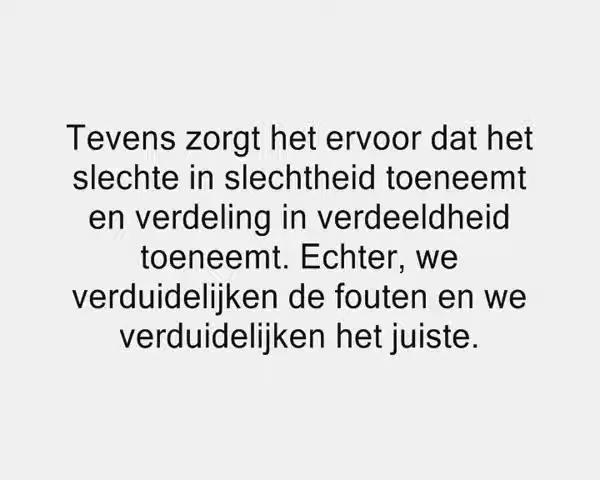 Tevens zorgt het ervoor dat het
slechte in slechtheid toeneemt
en verdeling in verdeeldheid
toeneemt. Echter, we
verduidelijken de fouten en we
verduidelijken het juiste.